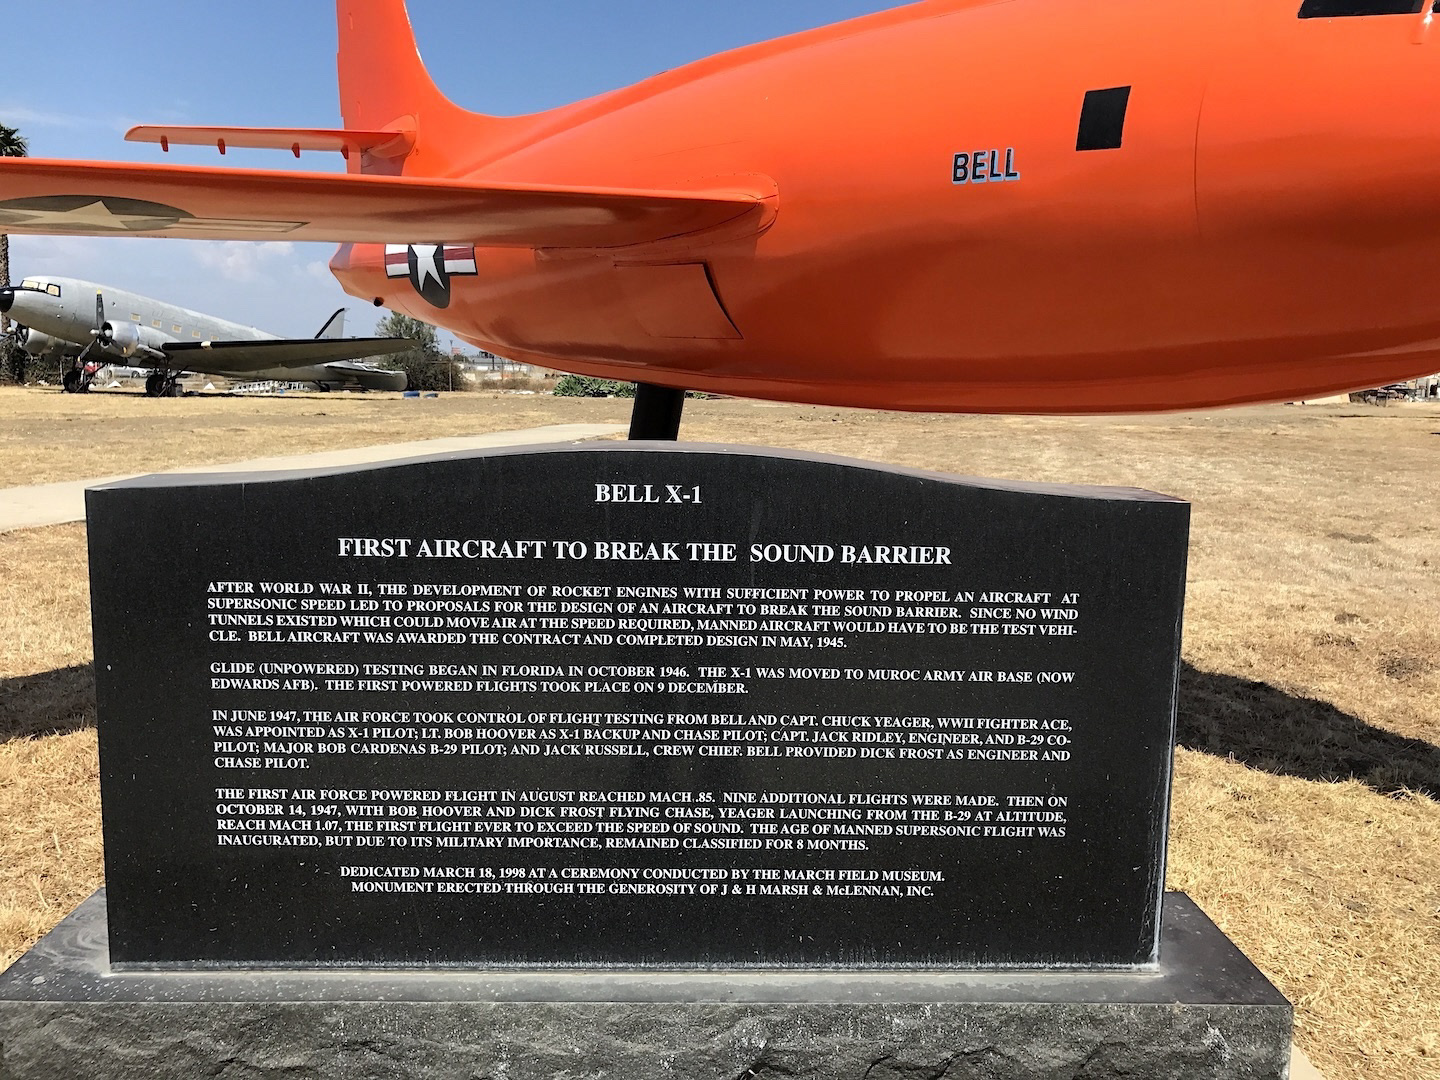 BELL
BELL X-1
FIRST AIRCRAFT TO BREAK THE SOUND BARRIER
AFTER WORLD WAR II, THE DEVELOPMENT OF ROCKET ENGINES WITH SUFFICIENT POWER TO PROPEL AN AIRCRAFT AT
SUPERSONIC SPEED LED TO PROPOSALS FOR THE DESIGN OF AN AIRCRAFT TO BREAK THE SOUND BARRIER. SINCE NO WIND
TUNNELS EXISTED WHICH COULD MOVE AIR AT THE SPEED REQUIRED, MANNED AIRCRAFT WOULD HAVE TO BE THE TEST VEHI-
CLE. BELL AIRCRAFT WAS AWARDED THE CONTRACT AND COMPLETED DESIGN IN MAY, 1945.
GLIDE (UNPOWERED) TESTING BEGAN IN FLORIDA IN OCTOBER 1946. THE X-1 WAS MOVED TO MUROC ARMY AIR BASE (NOW
EDWARDS AFB). THE FIRST POWERED FLIGHTS TOOK PLACE ON 9 DECEMBER.
IN JUNE 1947, THE AIR FORCE TOOK CONTROL OF FLIGHT TESTING FROM BELL AND CAPT. CHUCK YEAGER, WWII FIGHTER ACE,
WAS APPOINTED AS X-1 PILOT; LT. BOB HOOVER AS X-1 BACKUP AND CHASE PILOT; CAPT. JACK RIDLEY, ENGINEER, AND B-29 CO-
PILOT; MAJOR BOB CARDENAS B-29 PILOT; AND JACK RUSSELL, CREW CHIEF. BELL PROVIDED DICK FROST AS ENGINEER AND
CHASE PILOT.
THE FIRST AIR FORCE POWERED FLIGHT IN AUGUST REACHED MACH .85. NINE ADDITIONAL FLIGHTS WERE MADE. THEN ON
OCTOBER 14, 1947, WITH BOB HOOVER AND DICK FROST FLYING CHASE, YEAGER LAUNCHING FROM THE B-29 AT ALTITUDE,
REACH MACH 1.07, THE FIRST FLIGHT EVER TO EXCEED THE SPEED OF SOUND. THE AGE OF MANNED SUPERSONIC FLIGHT WAS
INAUGURATED, BUT DUE TO ITS MILITARY IMPORTANCE, REMAINED CLASSIFIED FOR 8 MONTHS.
DEDICATED MARCH 18, 1998 AT A CEREMONY CONDUCTED BY THE MARCH FIELD MUSEUM.
MONUMENT ERECTED THROUGH THE GENEROSITY OF J & H MARSH & McLENNAN, INC.